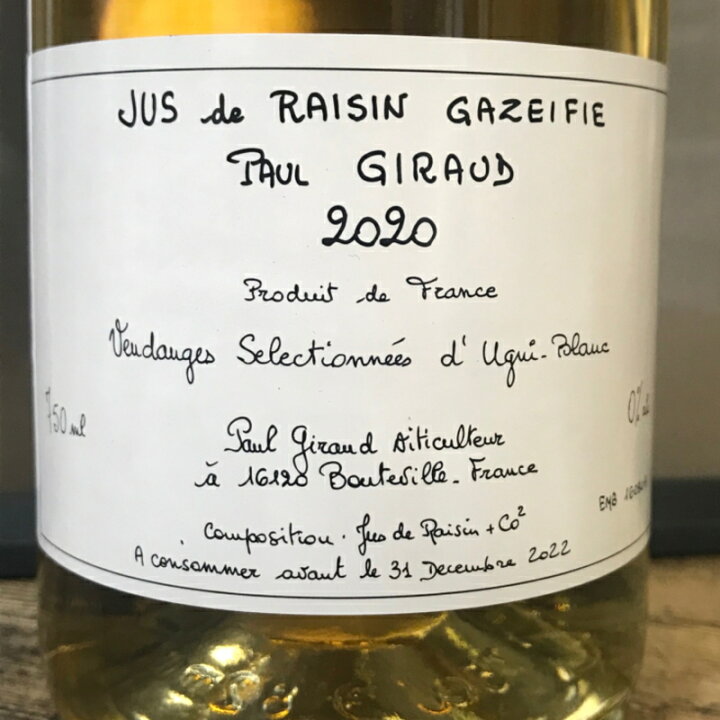 JUS de RAISIN GAZEIFIE
PAUL GIRAUD
2020
Produit de France
Vendanges Selectionnées d'Ugni-Blanc
750 ml
0%
Paul Giraud Viticulteur
à 16120 Bouteville - France
EMB
Composition . Jus de Raisin + Co²
A consommer avant le 31 Decembre 2022